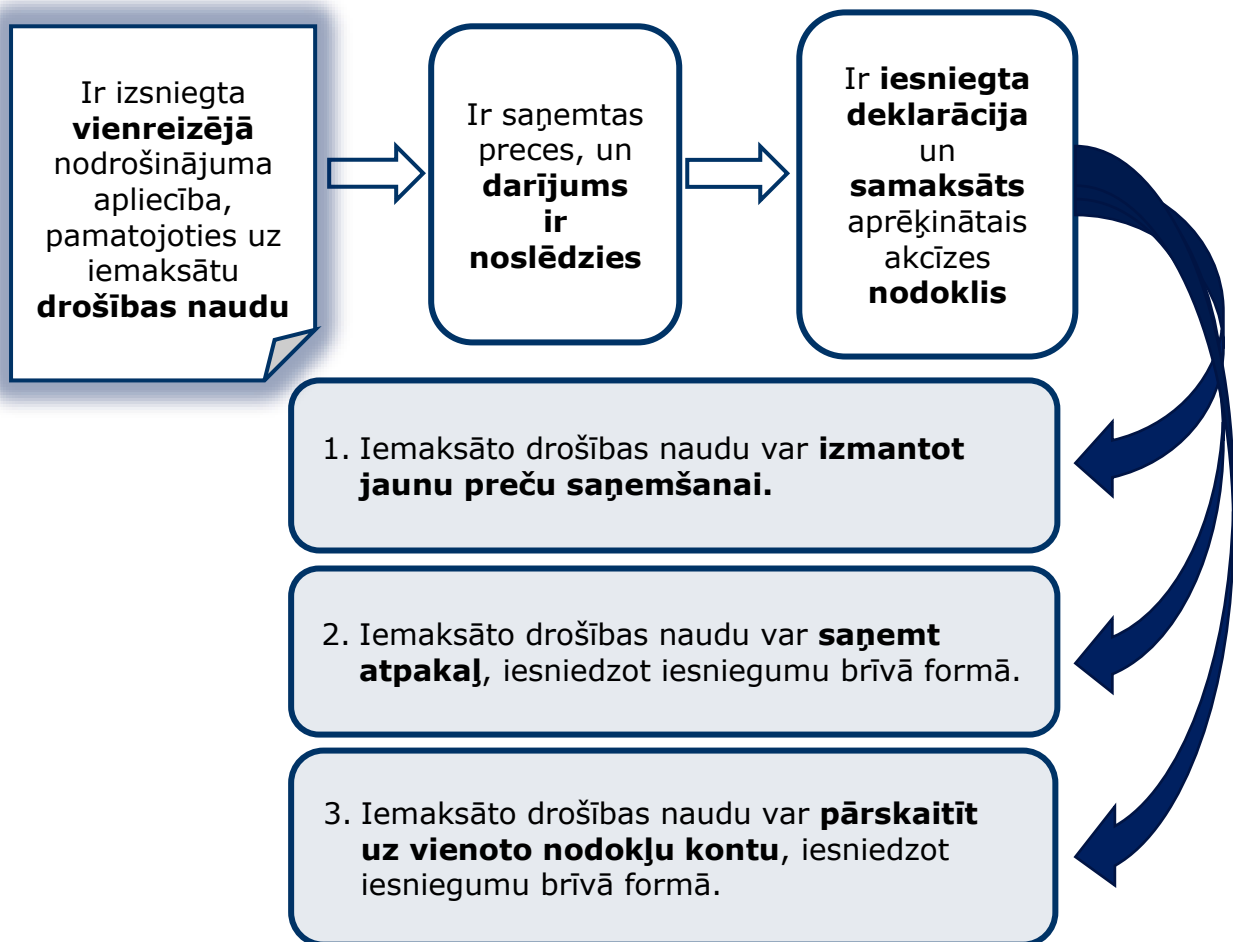 Ir izsniegta
vienreizējā
nodrošinājuma
apliecība,
pamatojoties uz
iemaksātu
drošības naudu
Ir saņemtas
preces, un
darījums
ir
noslēdzies
Ir iesniegta
deklarācija
un
samaksāts
aprēķinātais
akcīzes
nodoklis
1. Iemaksāto drošības naudu var izmantot
jaunu preču saņemšanai.
2. Iemaksāto drošības naudu var saņemt
atpakaļ, iesniedzot iesniegumu brīvā formā.
3. Iemaksāto drošības naudu var pārskaitīt
uz vienoto nodokļu kontu, iesniedzot
iesniegumu brīvā formā.